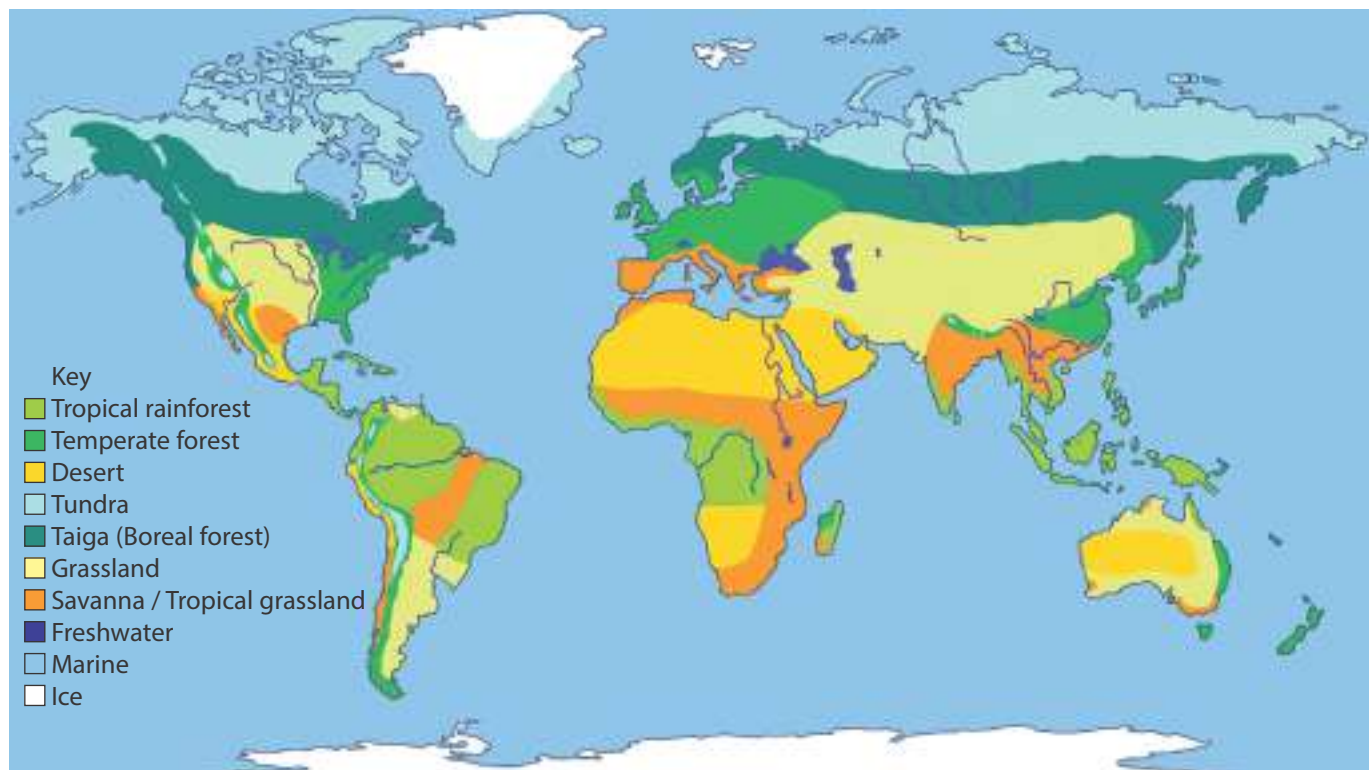 Key
Tropical rainforest
Temperate forest
Desert
Tundra
Taiga (Boreal forest)
Grassland
Savanna / Tropical grassland
Freshwater
Marine
Ice